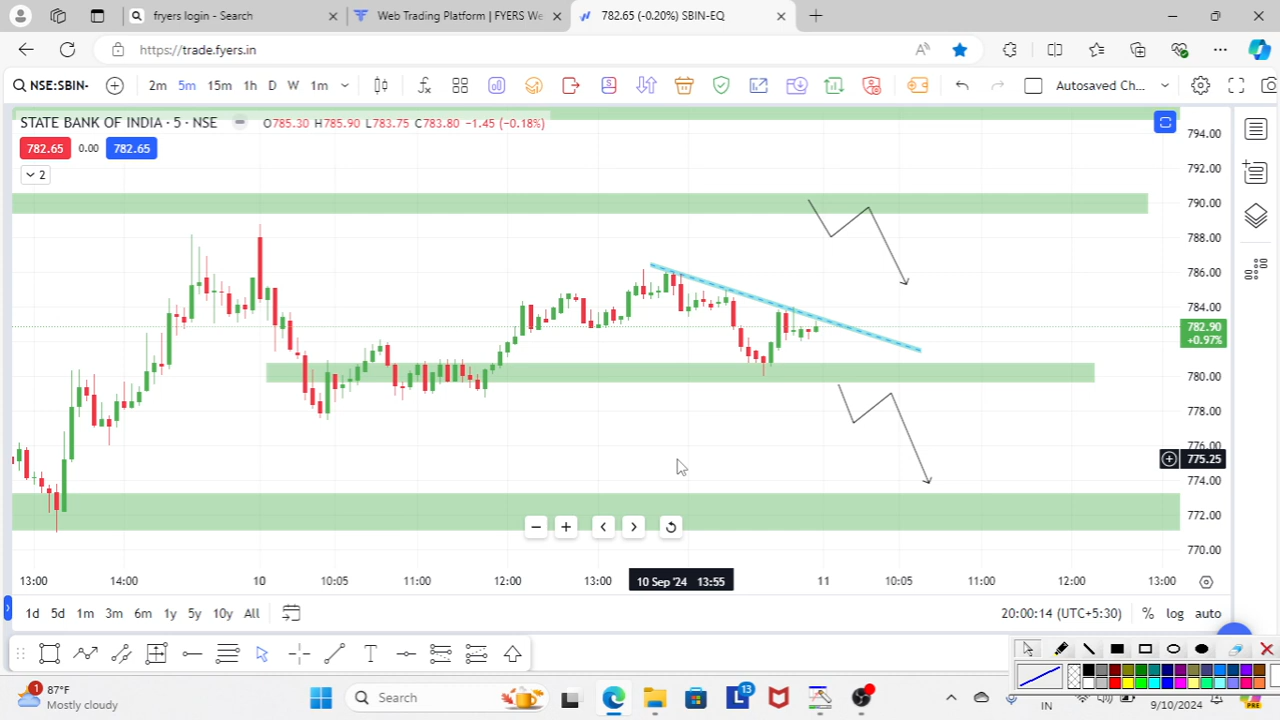 fryers login - Search
Web Trading Platform | FYERS We
782.65 (-0.20%) SBIN-EQ
https://trade.fyers.in
NSE:SBIN-
2m 5m 15m 1h D W 1m
Autosaved Ch...
STATE BANK OF INDIA · 5 · NSE
O785.30 H785.90 L783.75 C783.80 −1.45 (−0.18%)
782.65 0.00 782.65
2
794.00
792.00
790.00
788.00
786.00
784.00
782.90
+0.97%
780.00
778.00
776.00
775.25
774.00
772.00
770.00
13:00 14:00 10 10:05 11:00 12:00 13:00 10 Sep '24 13:55 11 10:05 11:00 12:00 13:00
1d 5d 1m 3m 6m 1y 5y 10y All
20:00:14 (UTC+5:30) % log auto
1
87°F
Mostly cloudy
Search
13
IN
9/10/2024
PRE